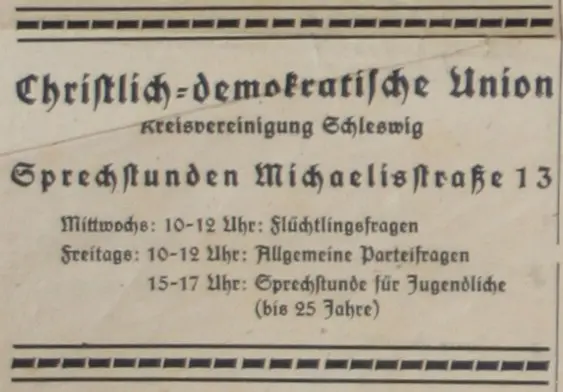 Christlich-demokratische Union
Kreisvereinigung Schleswig
Sprechstunden Michaelisstraße 13
Mittwochs: 10-12 Uhr: Flüchtlingsfragen
Freitags: 10-12 Uhr: Allgemeine Parteifragen
15-17 Uhr: Sprechstunde für Jugendliche
(bis 25 Jahre)